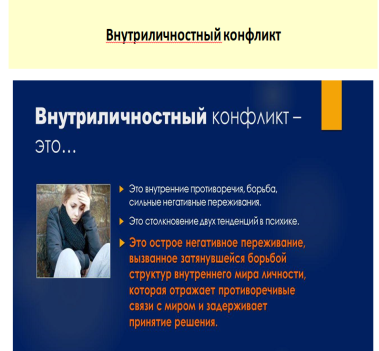 Внутриличностный конфликт
Внутриличностный конфликт –
это...
Это внутренние противоречия, борьба,
сильные негативные переживания.
Это столкновение двух тенденций в психике.
Это острое негативное переживание,
вызванное затянувшейся борьбой
структур внутреннего мира личности,
которая отражает противоречивые
связи с миром и задерживает
принятие решения.